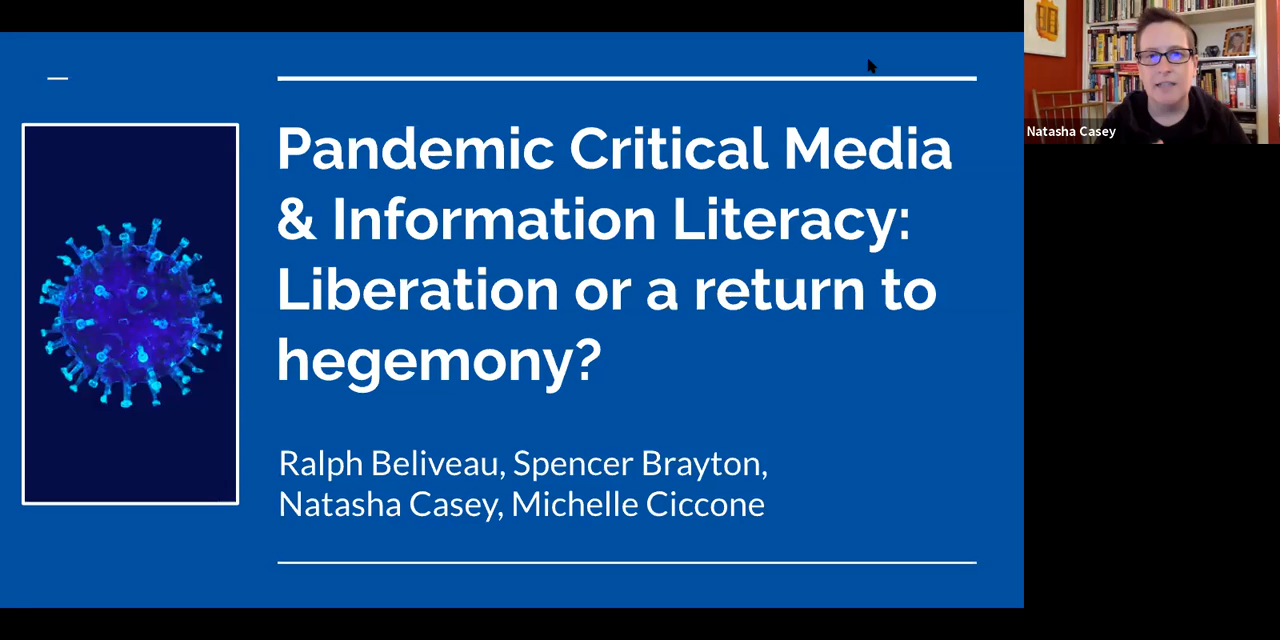 Pandemic Critical Media
& Information Literacy:
Liberation or a return to
hegemony?
Ralph Beliveau, Spencer Brayton,
Natasha Casey, Michelle Ciccone
Natasha Casey